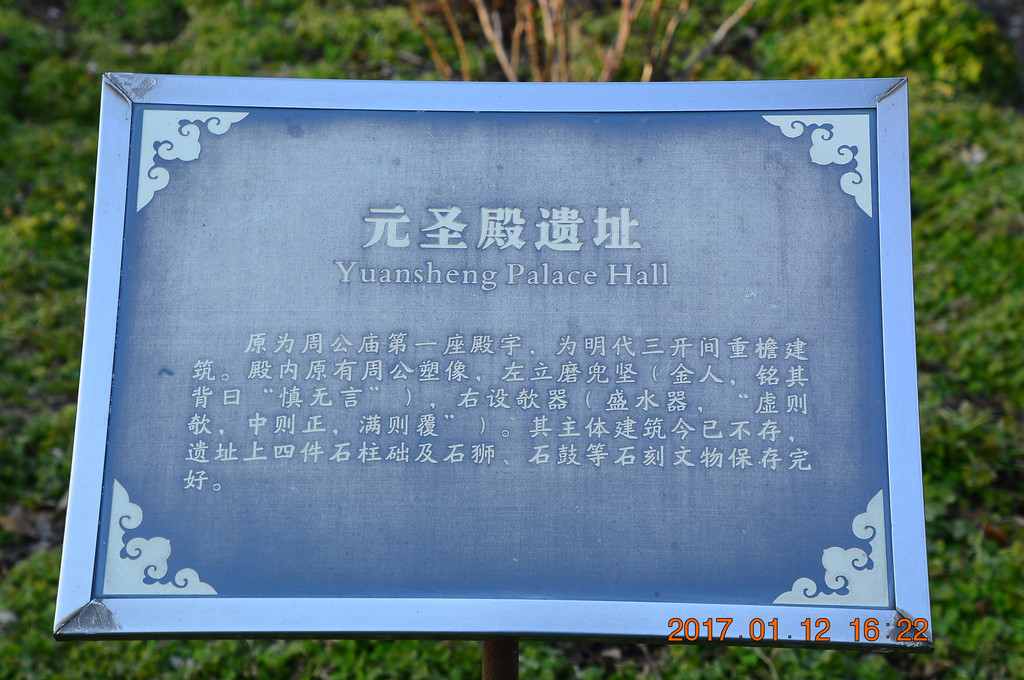 元圣殿遗址
Yuansheng Palace Hall
原为周公庙第一座殿宇，为明代三开间重檐建
筑。殿内原有周公塑像，左立磨兜坚（金人，铭其
背曰“慎无言”），右设欹器（盛水器，“虚则
欹，中则正，满则覆”）。其主体建筑今已不存，
遗址上四件石柱础及石狮、石鼓等石刻文物保存完
好。
2017.01.12 16:22